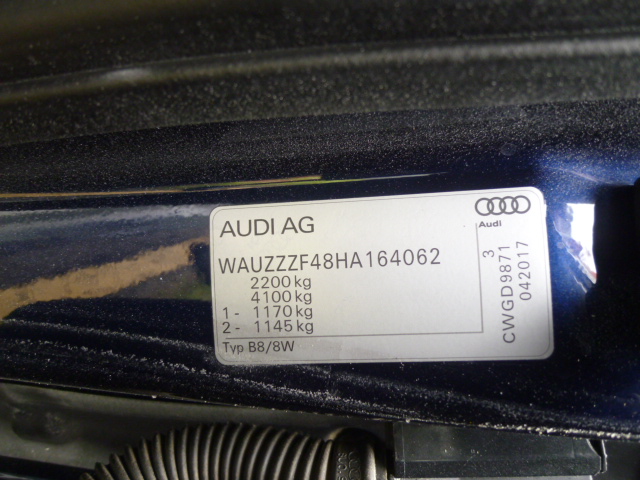 AUDI AG
Audi
WAUZZZF48HA164062
2200 kg
4100 kg
1 - 1170 kg
2 - 1145 kg
Typ B8/8W
3
CWGD9871
042017